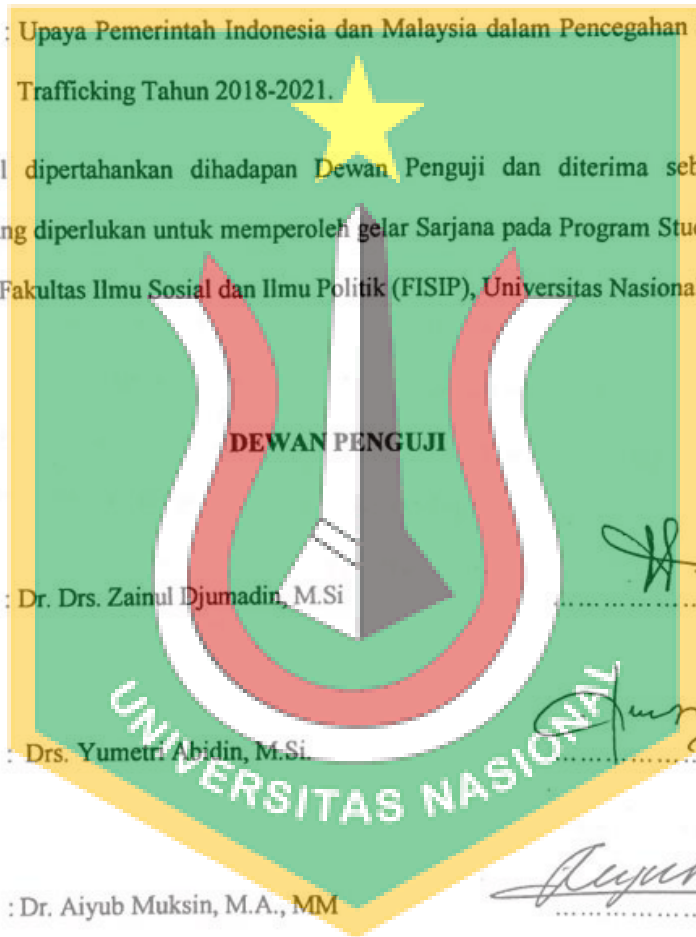 : Upaya Pemerintah Indonesia dan Malaysia dalam Pencegahan
Trafficking Tahun 2018-2021.
dipertahankan dihadapan Dewan Penguji dan diterima
diperlukan untuk memperoleh gelar Sarjana pada Program
Fakultas Ilmu Sosial dan Ilmu Politik (FISIP), Universitas
DEWAN PENGUJI
: Dr. Drs. Zainul Djumadin, M.Si
: Drs. Yumetri Abidin, M.Si.
UNIVERSITAS NASIONAL
: Dr. Aiyub Muksin, M.A., MM